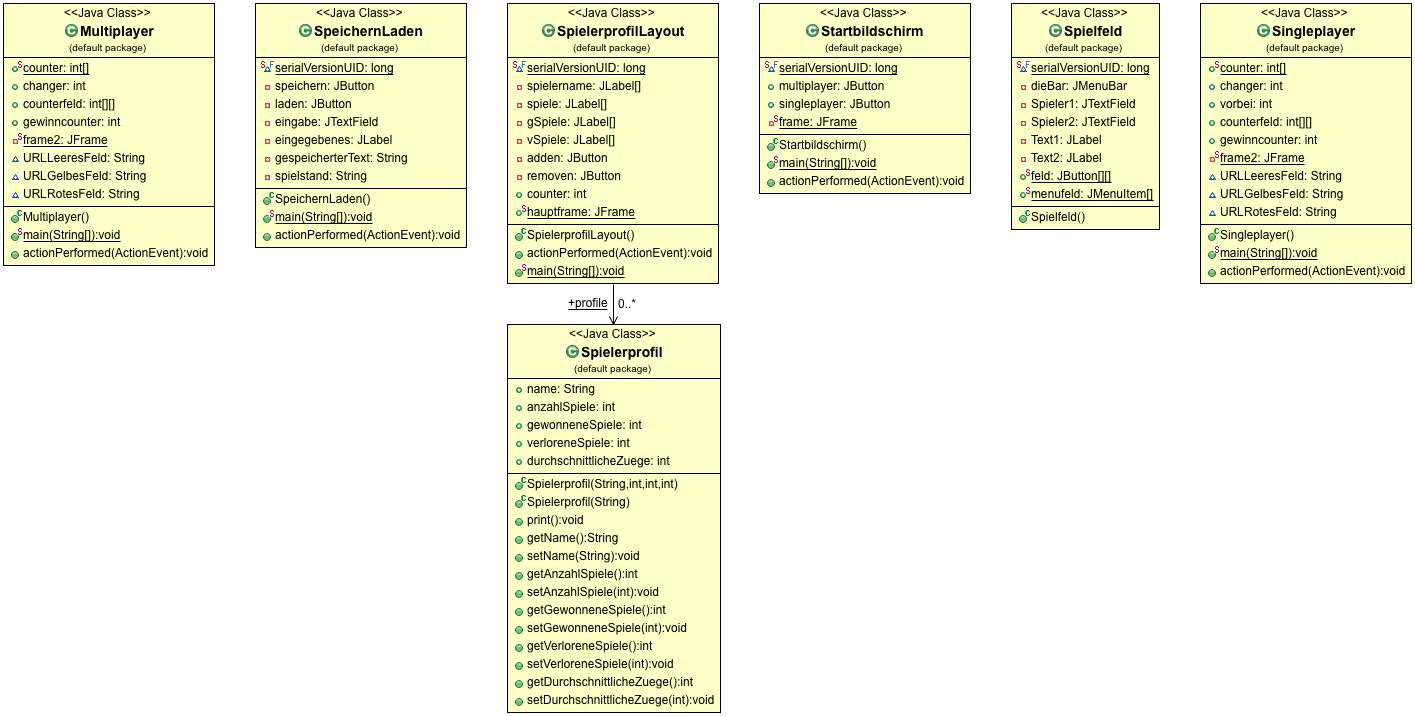 <<Java Class>>
Multiplayer
(default package)
counter: int[]
changer: int
counterfeld: int[][]
gewinncounter: int
frame2: JFrame
URLLeeresFeld: String
URLGelbesFeld: String
URLRotesFeld: String
Multiplayer()
main(String[]):void
actionPerformed(ActionEvent):void
<<Java Class>>
SpeichernLaden
(default package)
serialVersionUID: long
speichern: JButton
laden: JButton
eingabe: JTextField
eingegebenes: JLabel
gespeicherterText: String
spielstand: String
SpeichernLaden()
main(String[]):void
actionPerformed(ActionEvent):void
<<Java Class>>
SpielerprofilLayout
(default package)
serialVersionUID: long
spielername: JLabel[]
spiele: JLabel[]
gSpiele: JLabel[]
vSpiele: JLabel[]
adden: JButton
removen: JButton
counter: int
hauptframe: JFrame
SpielerprofilLayout()
actionPerformed(ActionEvent):void
main(String[]):void
<<Java Class>>
Startbildschirm
(default package)
serialVersionUID: long
multiplayer: JButton
singleplayer: JButton
frame: JFrame
Startbildschirm()
main(String[]):void
actionPerformed(ActionEvent):void
<<Java Class>>
Spielfeld
(default package)
serialVersionUID: long
dieBar: JMenuBar
Spieler1: JTextField
Spieler2: JTextField
Text1: JLabel
Text2: JLabel
feld: JButton[][]
menufeld: JMenuItem[]
Spielfeld()
<<Java Class>>
Singleplayer
(default package)
counter: int[]
changer: int
vorbei: int
counterfeld: int[][]
gewinncounter: int
frame2: JFrame
URLLeeresFeld: String
URLGelbesFeld: String
URLRotesFeld: String
Singleplayer()
main(String[]):void
actionPerformed(ActionEvent):void
+profile 0..*
<<Java Class>>
Spielerprofil
(default package)
name: String
anzahlSpiele: int
gewonneneSpiele: int
verloreneSpiele: int
durchschnittlicheZuege: int
Spielerprofil(String,int,int,int)
Spielerprofil(String)
print():void
getName():String
setName(String):void
getAnzahlSpiele():int
setAnzahlSpiele(int):void
getGewonneneSpiele():int
setGewonneneSpiele(int):void
getVerloreneSpiele():int
setVerloreneSpiele(int):void
getDurchschnittlicheZuege():int
setDurchschnittlicheZuege(int):void